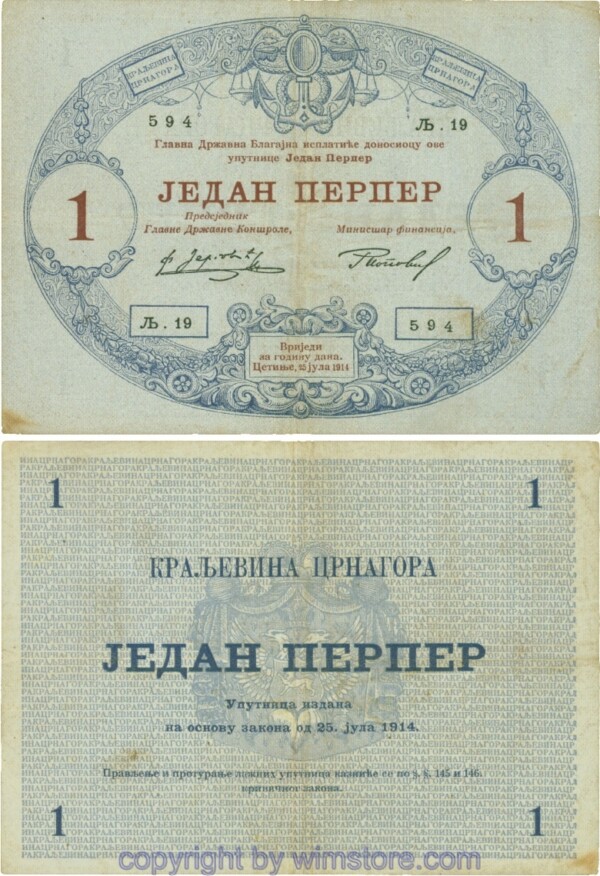 КРАЉЕВИНА
ЦРНАГОРА
КРАЉЕВИНА
ЦРНАГОРА
594
Љ.19
Главна Државна Благајна исплатиће доносиоцу ове
упутнице Један Перпер
1
ЈЕДАН ПЕРПЕР
1
Предсједник
Главне Државне Контроле,
Министар финансија,
Љ.19
594
Вриједи
за годину дана.
Цетиње, 25 јула 1914
1
1
КРАЉЕВИНА ЦРНАГОРА
ЈЕДАН ПЕРПЕР
Упутница издана
на основу закона од 25. јула 1914.
Прављење и протурање лажних упутница казниће се по §. §. 145 и 146.
кривичног закона.
1
1
copyright by wimstore.com